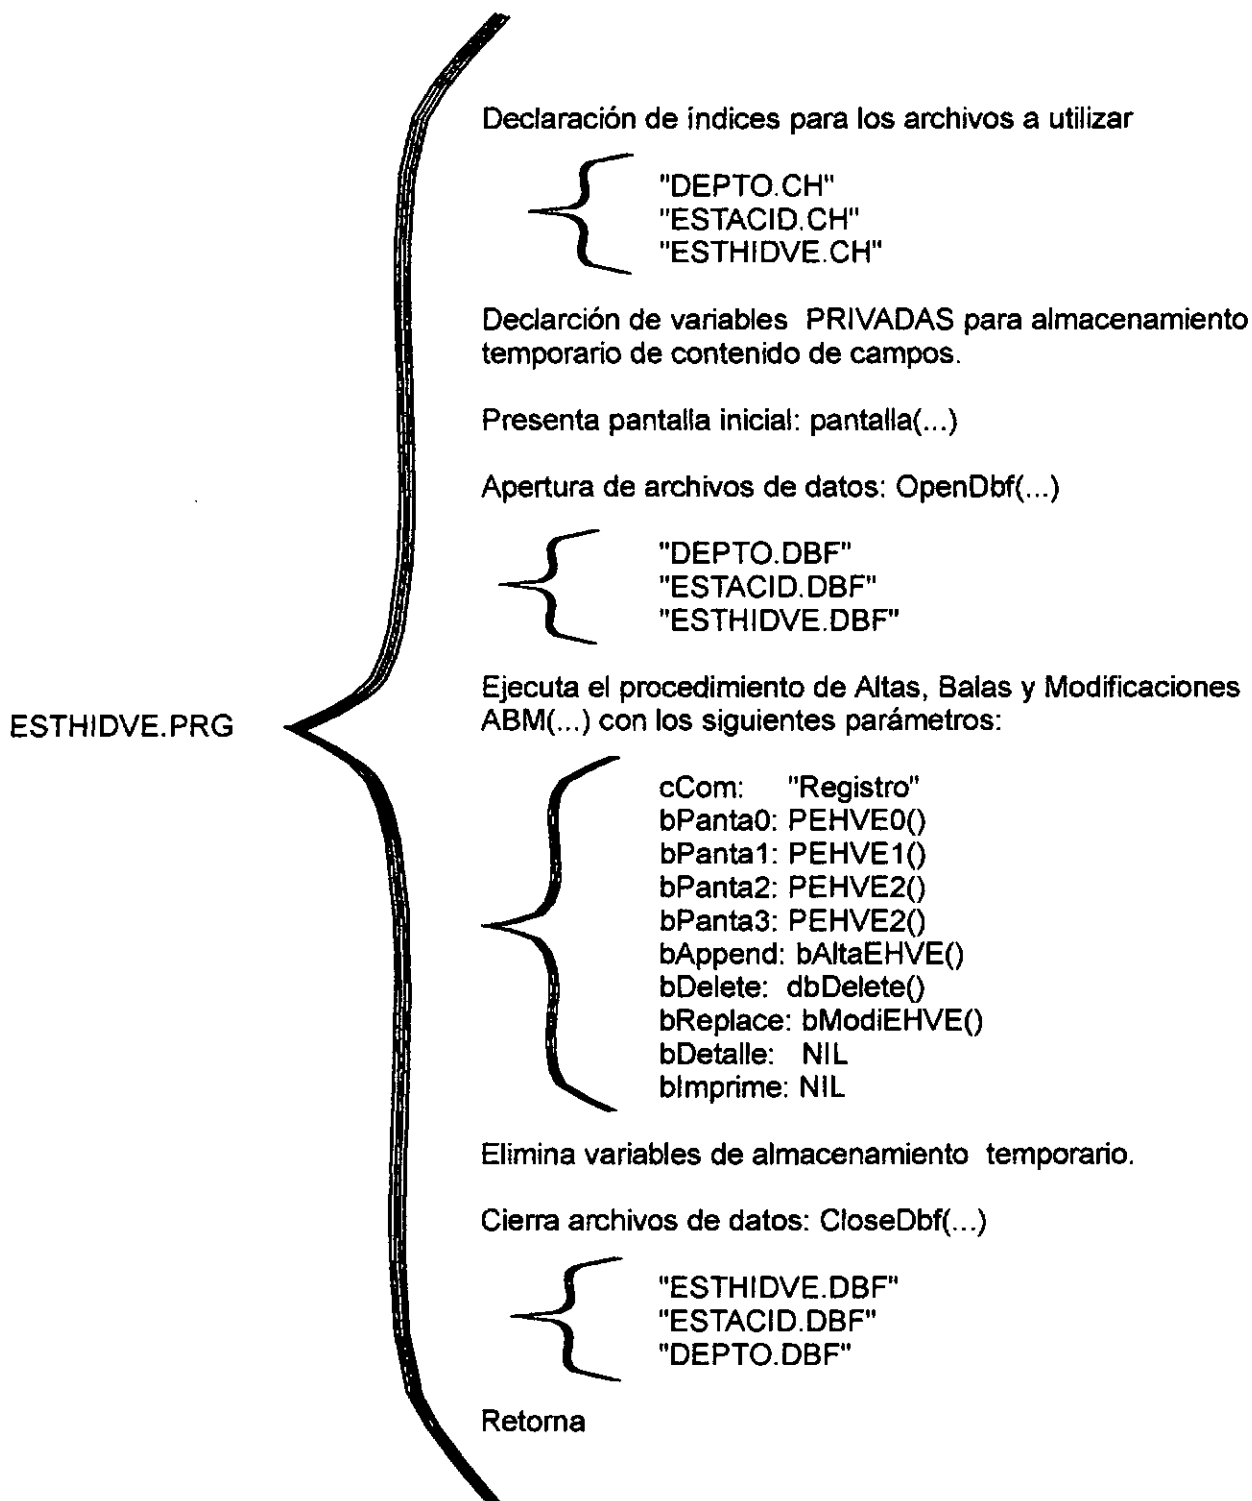 Declaración de índices para los archivos a utilizar
"DEPTO.CH"
"ESTACID.CH"
"ESTHIDVE.CH"
Declarción de variables PRIVADAS para almacenamiento
temporario de contenido de campos.
Presenta pantalla inicial: pantalla(...)
Apertura de archivos de datos: OpenDbf(...)
"DEPTO.DBF"
"ESTACID.DBF"
"ESTHIDVE.DBF"
Ejecuta el procedimiento de Altas, Balas y Modificaciones
ESTHIDVE.PRG
ABM(...) con los siguientes parámetros:
cCom: "Registro"
bPanta0: PEHVE0()
bPanta1: PEHVE1()
bPanta2: PEHVE2()
bPanta3: PEHVE2()
bAppend: bAltaEHVE()
bDelete: dbDelete()
bReplace: bModiEHVE()
bDetalle: NIL
bImprime: NIL
Elimina variables de almacenamiento temporario.
Cierra archivos de datos: CloseDbf(...)
"ESTHIDVE.DBF"
"ESTACID.DBF"
"DEPTO.DBF"
Retorna